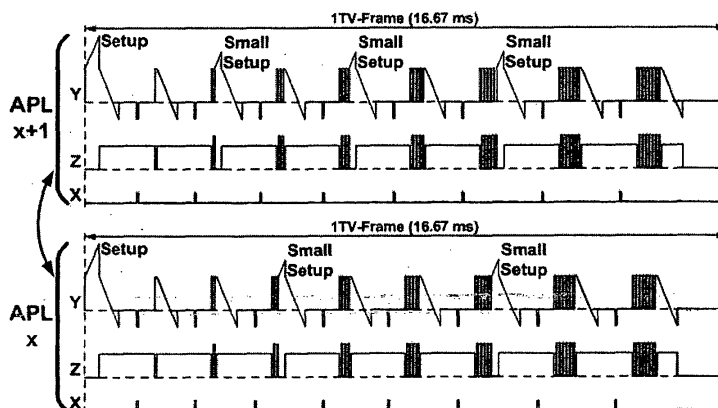 1TV-Frame (16.67 ms)
Setup
Small
Setup
Small
Setup
Small
Setup
APL
x+1
Y
Z
X
1TV-Frame (16.67 ms)
Setup
Small
Setup
Small
Setup
APL
x
Y
Z
X